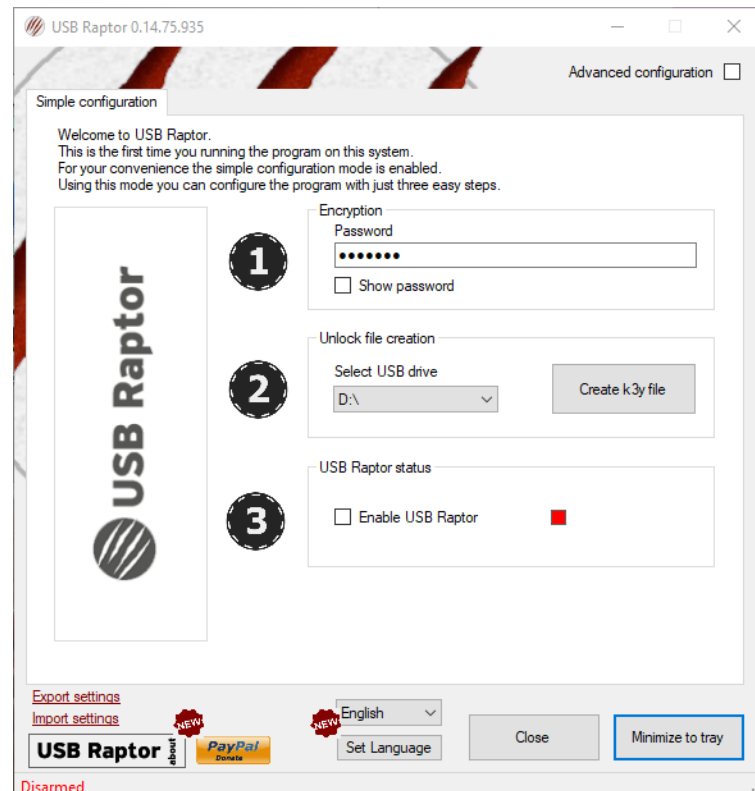 USB Raptor 0.14.75.935
Advanced configuration
Simple configuration
Welcome to USB Raptor.
This is the first time you running the program on this system.
For your convenience the simple configuration mode is enabled.
Using this mode you can configure the program with just three easy steps.
USB Raptor
1
Encryption
Password
•••••••
Show password
2
Unlock file creation
Select USB drive
D:\
Create k3y file
3
USB Raptor status
Enable USB Raptor
Export settings
Import settings
NEW
USB Raptor about
PayPal
Donate
NEW
English
Set Language
Close
Minimize to tray
Disarmed